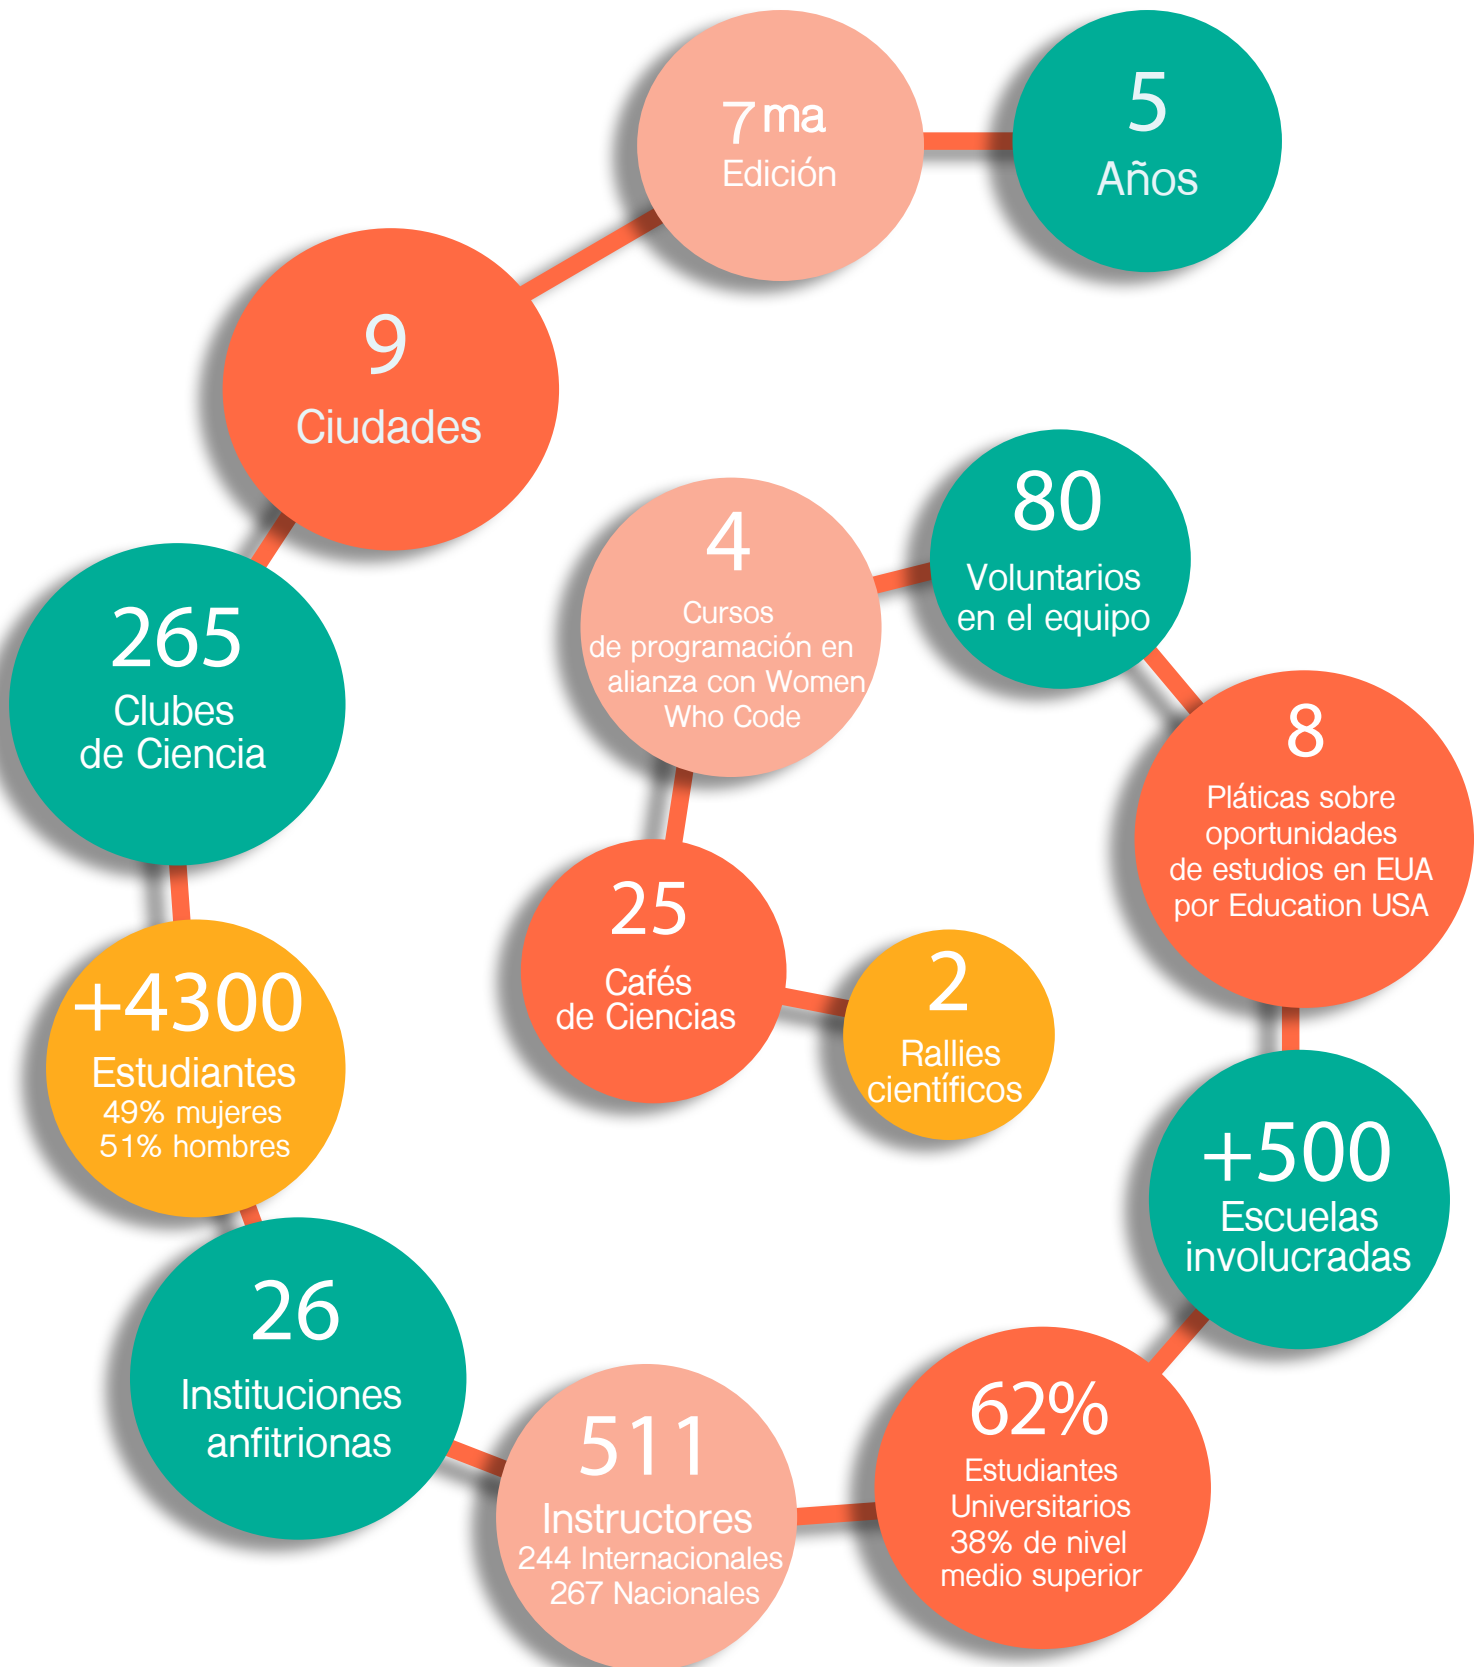 5
Años
7ma
Edición
9
Ciudades
265
Clubes
de Ciencia
+4300
Estudiantes
49% mujeres
51% hombres
26
Instituciones
anfitrionas
511
Instructores
244 Internacionales
267 Nacionales
62%
Estudiantes
Universitarios
38% de nivel
medio superior
+500
Escuelas
involucradas
8
Pláticas sobre
oportunidades
de estudios en EUA
por Education USA
80
Voluntarios
en el equipo
4
Cursos
de programación en
alianza con Women
Who Code
25
Cafés
de Ciencias
2
Rallies
científicos